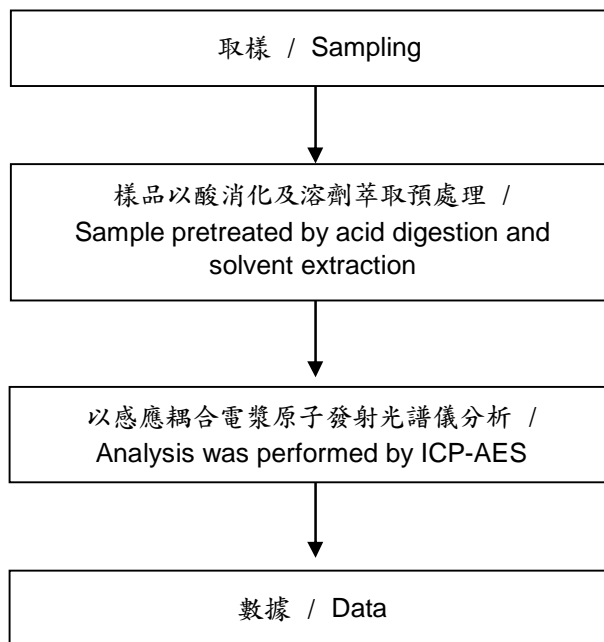 取樣 / Sampling
樣品以酸消化及溶劑萃取預處理 /
Sample pretreated by acid digestion and
solvent extraction
以感應耦合電漿原子發射光譜儀分析 /
Analysis was performed by ICP-AES
數據 / Data